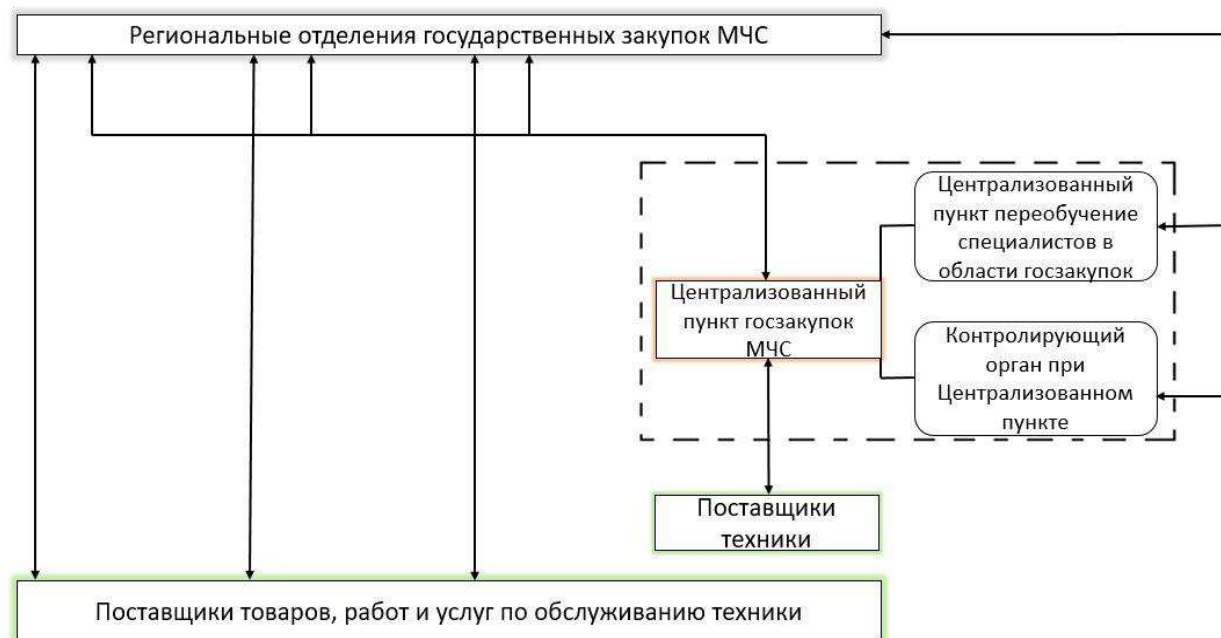 Региональные отделения государственных закупок МЧС
Централизованный
пункт переобучение
специалистов в
области госзакупок
Централизованный
пункт госзакупок
МЧС
Контролирующий
орган при
Централизованном
пункте
Поставщики
техники
Поставщики товаров, работ и услуг по обслуживанию техники